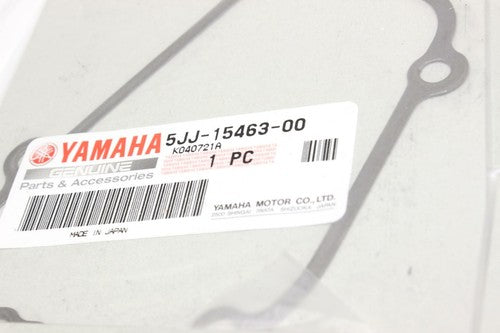 YAMAHA 5JJ-15463-00
GENUINE K040721A
Parts & Accessories 1 PC
YAMAHA MOTOR CO., LTD.
MADE IN JAPAN